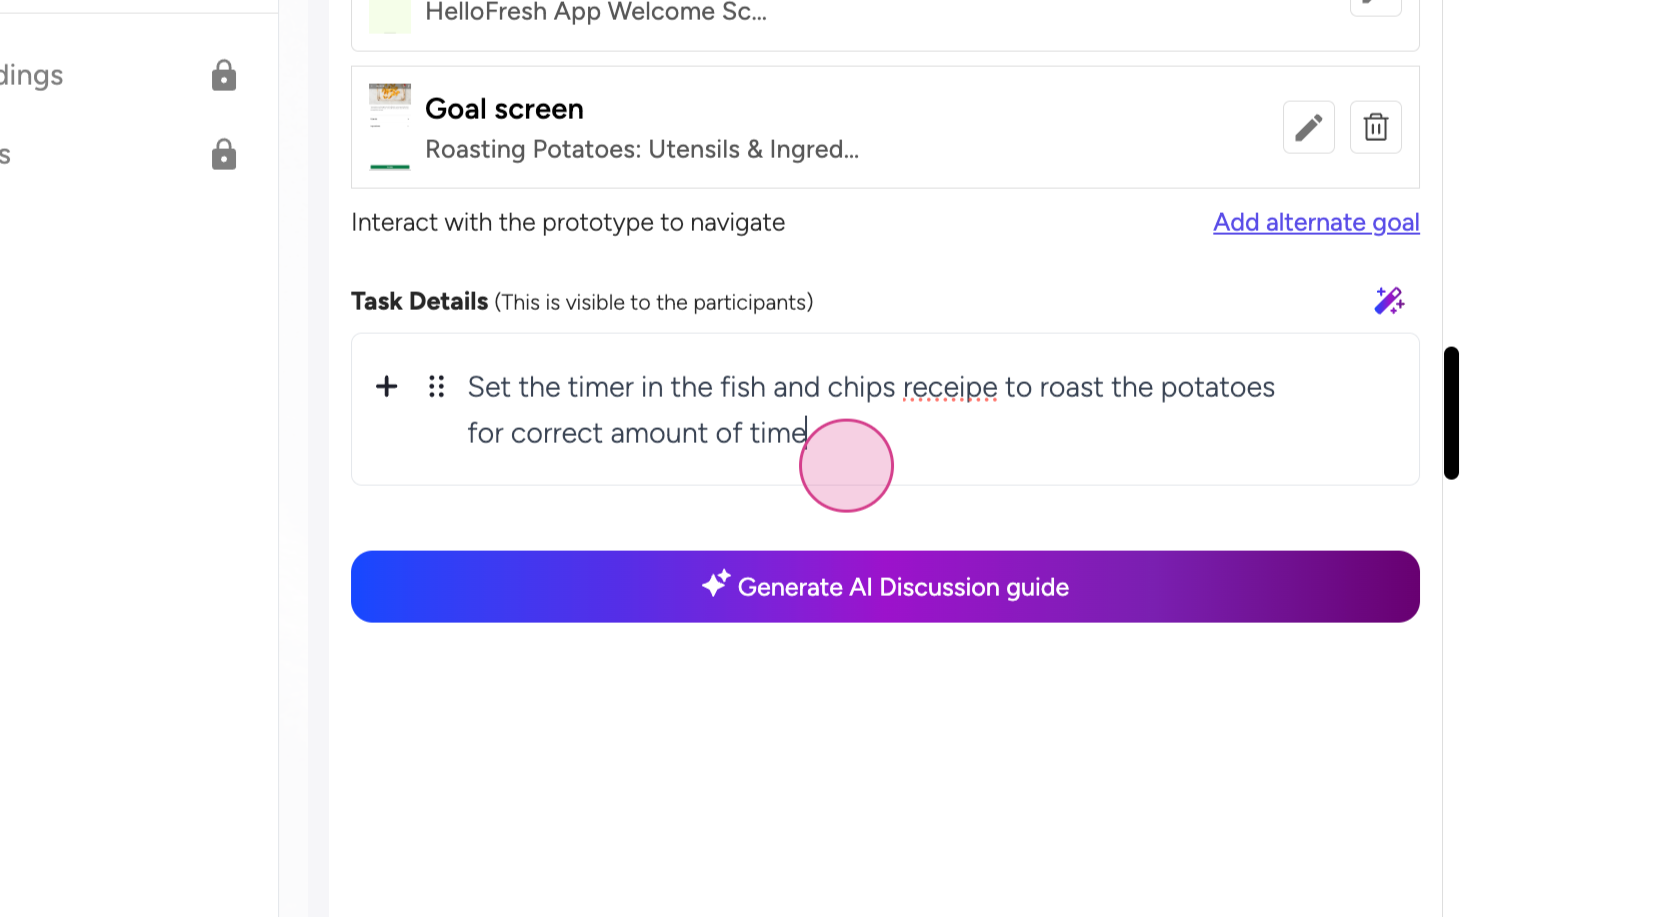 HelloFresh App Welcome Sc...
dings
Goal screen
Roasting Potatoes: Utensils & Ingred...
s
Interact with the prototype to navigate
Add alternate goal
Task Details (This is visible to the participants)
Set the timer in the fish and chips receipe to roast the potatoes
for correct amount of time
Generate AI Discussion guide